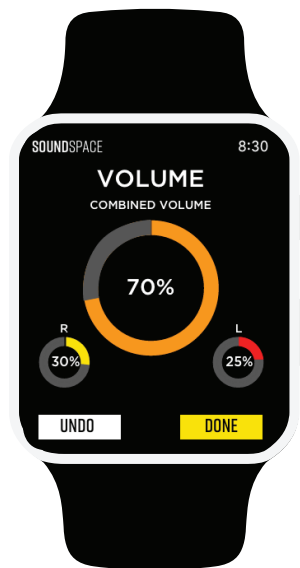 SOUNDSPACE
8:30
VOLUME
COMBINED VOLUME
70%
R
30%
L
25%
UNDO
DONE